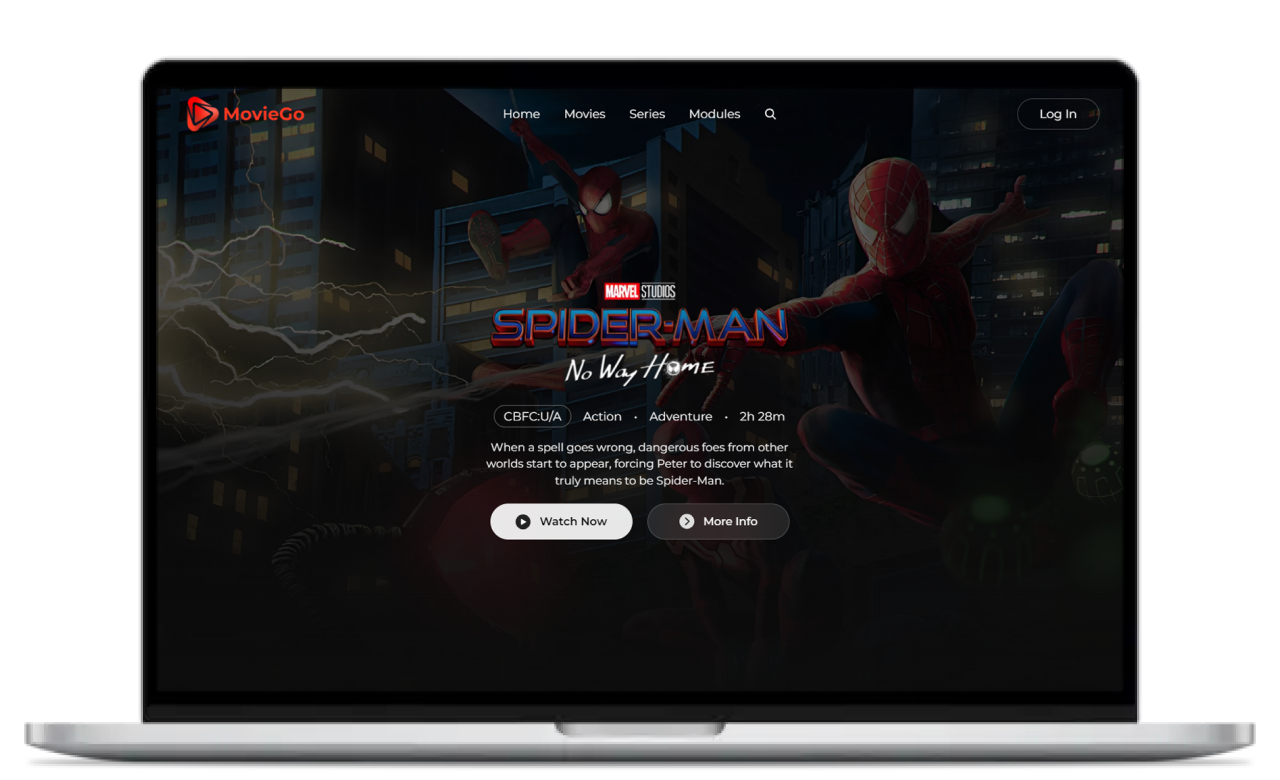 MovieGo
Home Movies Series Modules
Log In
MARVEL STUDIOS
SPIDER-MAN
No Way Home
CBFC:U/A Action • Adventure • 2h 28m
When a spell goes wrong, dangerous foes from other
worlds start to appear, forcing Peter to discover what it
truly means to be Spider-Man.
Watch Now More Info